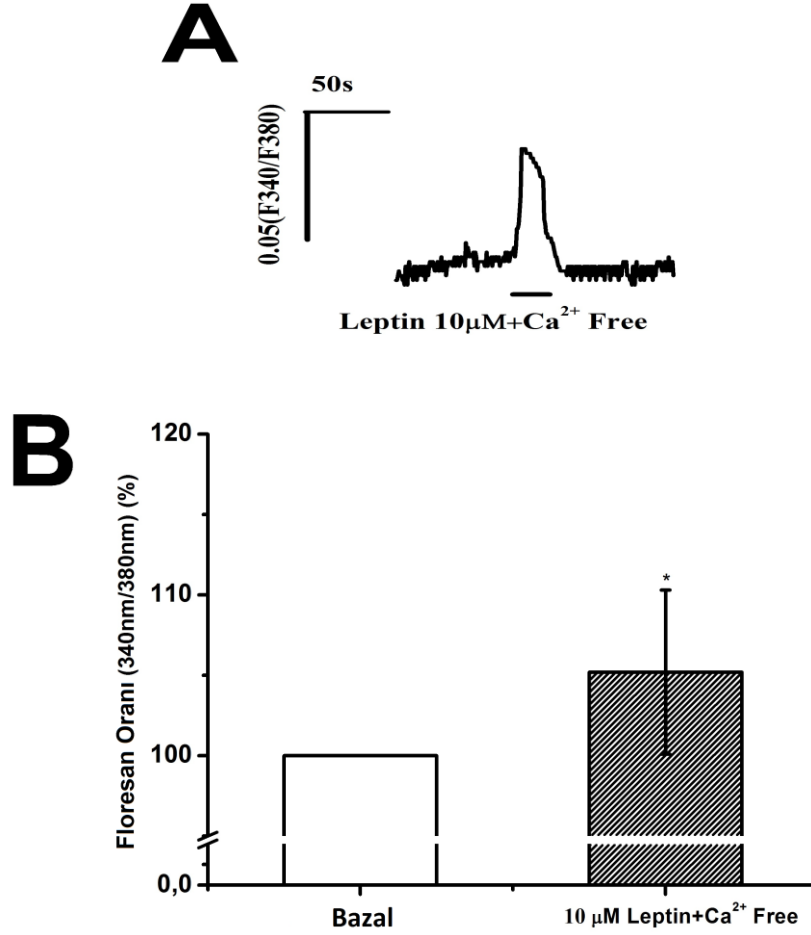 A
50s
0.05(F340/F380)
Leptin 10μM+Ca²⁺ Free
B
Floresan Oranı (340nm/380nm) (%)
120
110
100
0,0
*
Bazal
10 μM Leptin+Ca²⁺ Free